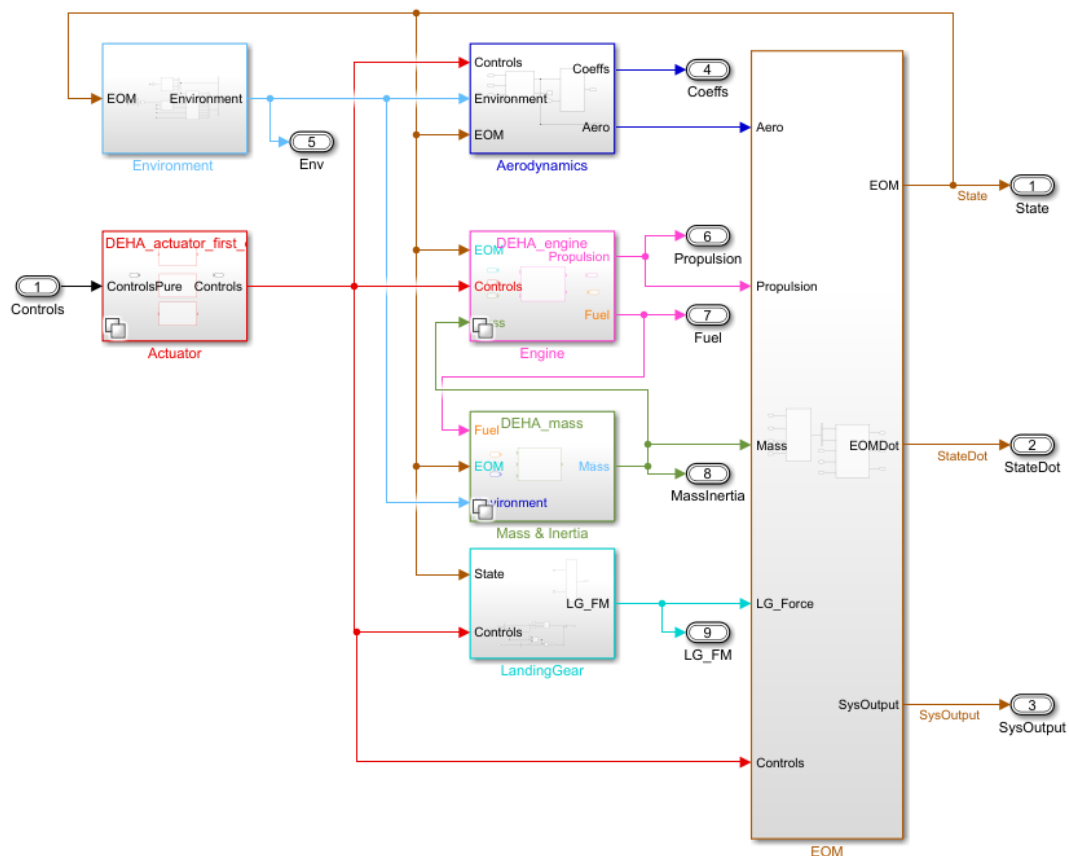 EOM
Environment
Environment
5
Env
Controls
Environment
EOM
Coeffs
Aero
Aerodynamics
4
Coeffs
1
Controls
DEHA_actuator_first_
ControlsPure
Controls
Actuator
DEHA_engine
EOM
Controls
Propulsion
Fuel
Engine
6
Propulsion
7
Fuel
DEHA_mass
Fuel
EOM
vironment
Mass
Mass & Inertia
8
MassInertia
State
Controls
LG_FM
LandingGear
9
LG_FM
Aero
Propulsion
Mass
LG_Force
Controls
EOM
EOMDot
SysOutput
EOM
State
1
State
StateDot
2
StateDot
SysOutput
3
SysOutput